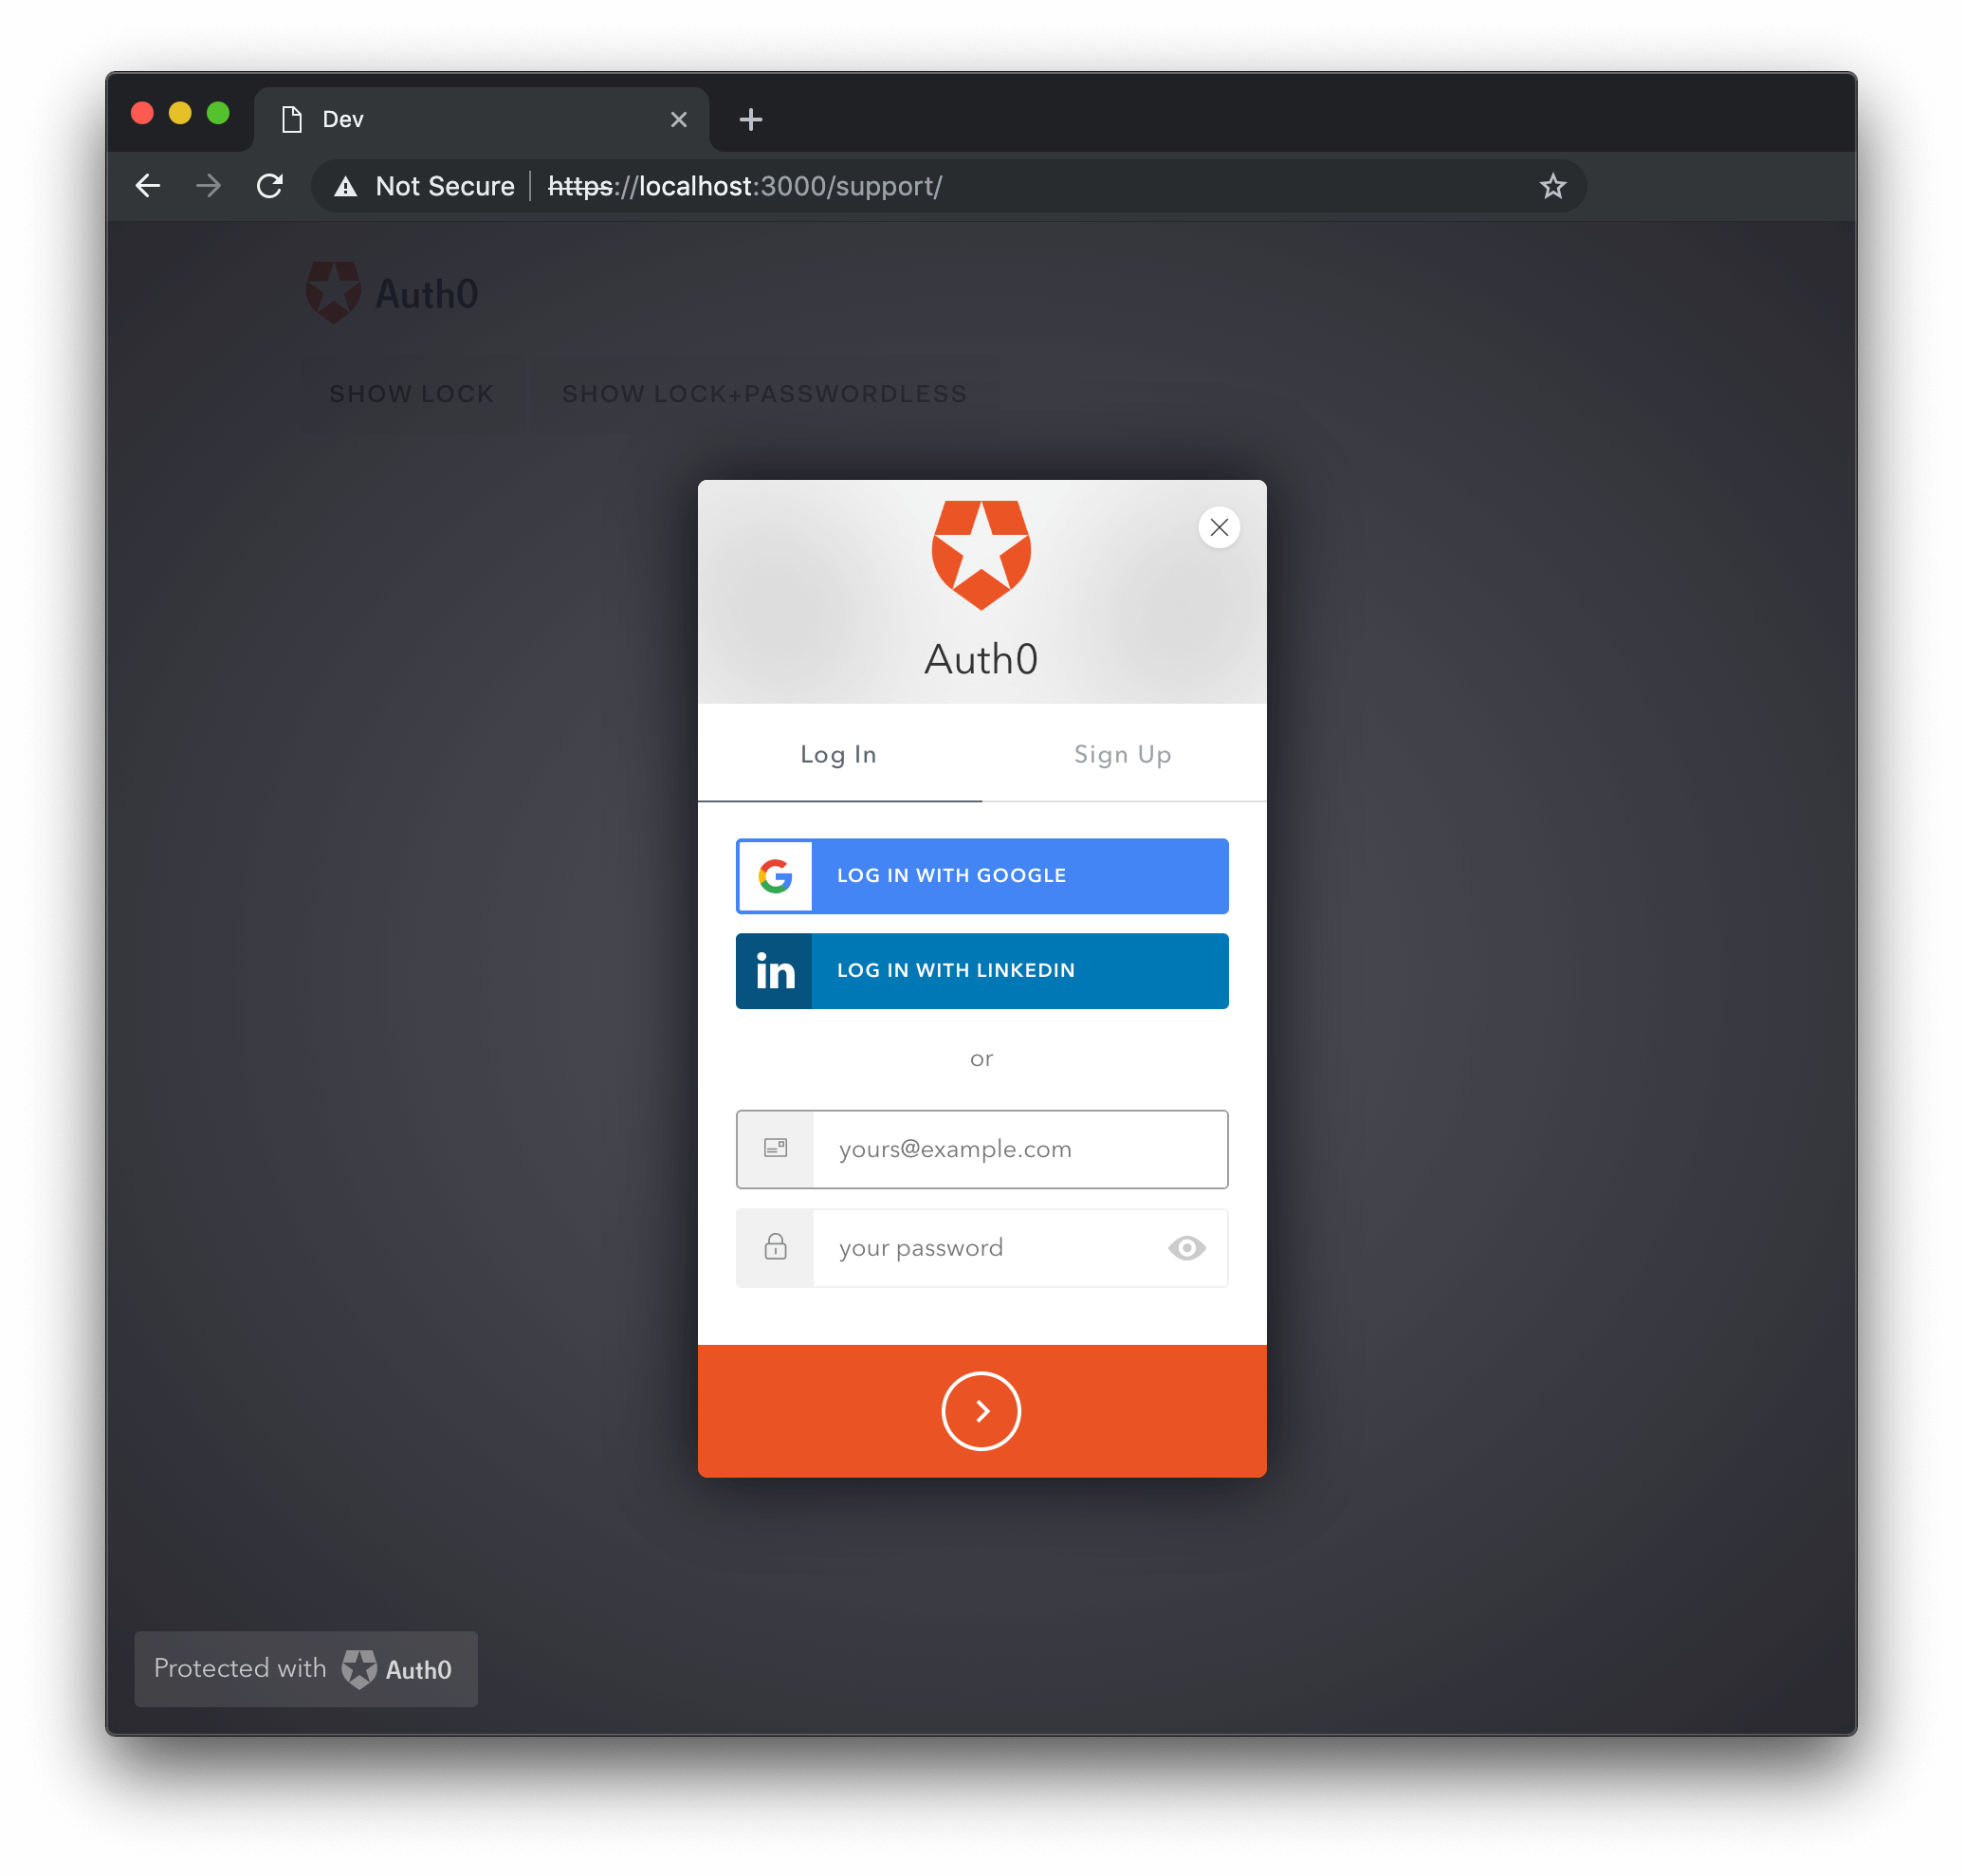 Dev
Not Secure https://localhost:3000/support/
Auth0
SHOW LOCK SHOW LOCK+PASSWORDLESS
Auth0
Log In Sign Up
LOG IN WITH GOOGLE
in LOG IN WITH LINKEDIN
or
yours@example.com
your password
Protected with Auth0